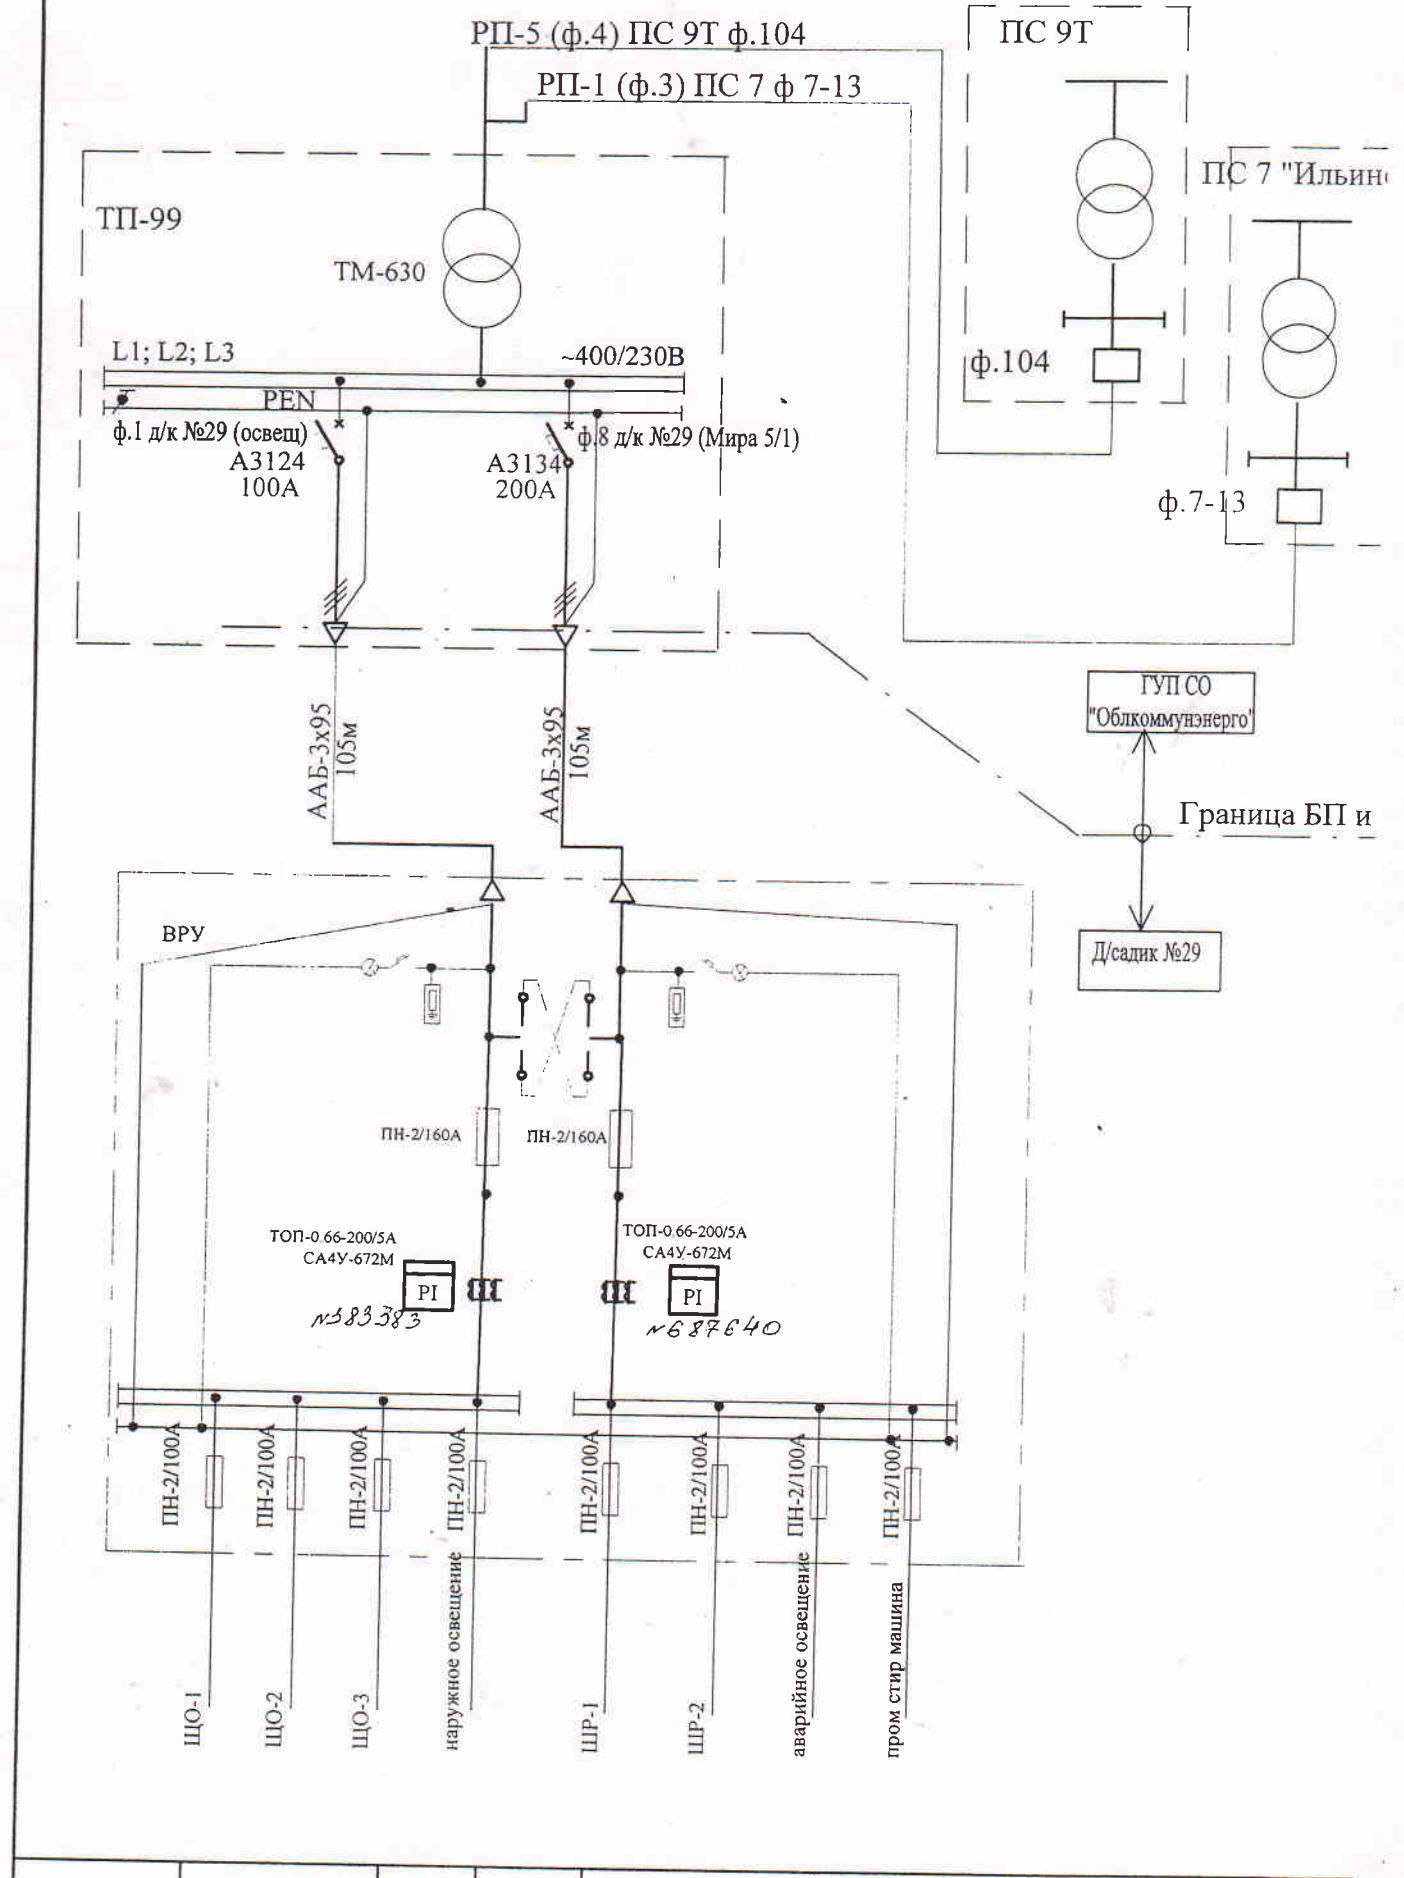 РП-5 (ф.4) ПС 9Т ф.104
ПС 9Т
РП-1 (ф.3) ПС 7 ф 7-13
ПС 7 "Ильинс
ТП-99
ТМ-630
L1; L2; L3
~400/230В
ф.104
PEN
ф.1 д/к №29 (освещ)
ф.8 д/к №29 (Мира 5/1)
А3124
100А
А3134
200А
ф.7-13
ГУП СО
"Облкоммунэнерго"
ААБ-3х95
105м
ААБ-3х95
105м
Граница БП и
ВРУ
Д/садик №29
ПН-2/160А
ПН-2/160А
ТОП-0.66-200/5А
СА4У-672М
PI
ТОП-0.66-200/5А
СА4У-672М
PI
№687640
ПН-2/100А
ПН-2/100А
ПН-2/100А
ПН-2/100А
ПН-2/100А
ПН-2/100А
ПН-2/100А
ПН-2/100А
ЩО-1
ЩО-2
ЩО-3
наружное освещение
ШР-1
ШР-2
аварийное освещение
пром стир машина